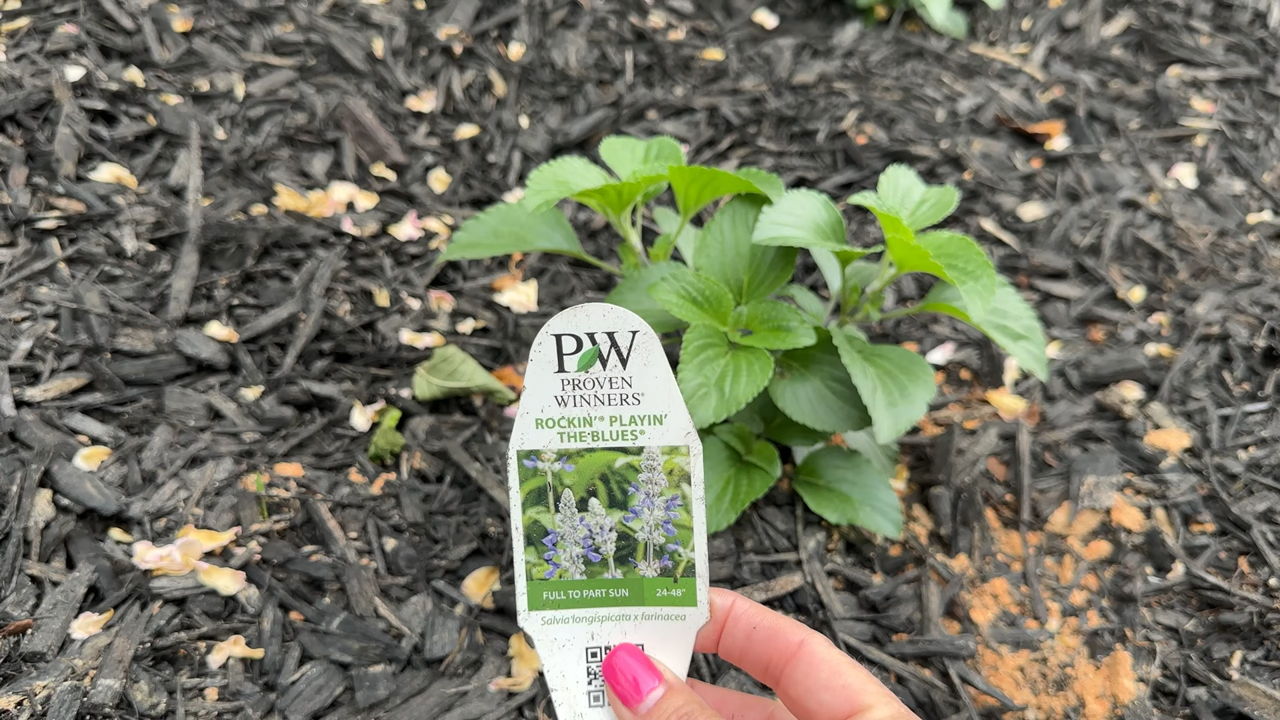 PW
PROVEN
WINNERS®
ROCKIN'® PLAYIN'
THE BLUES®
FULL TO PART SUN 24-48"
Salvia longispicata x farinacea